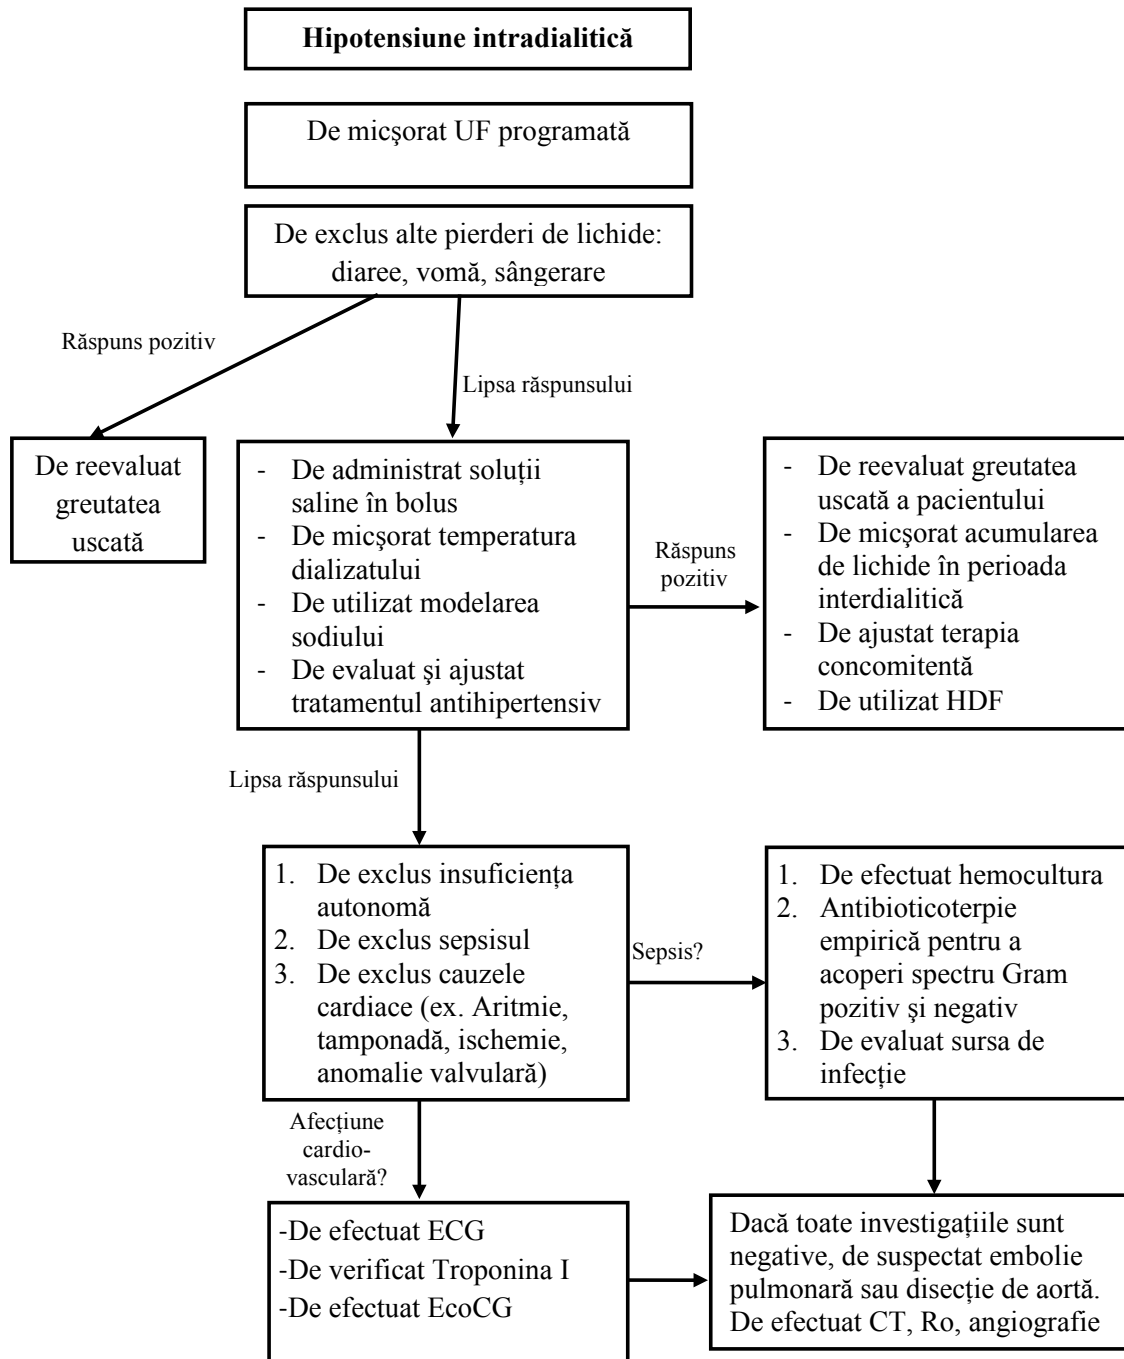 Hipotensiune intradialitică
De micşorat UF programată
De exclus alte pierderi de lichide:
diaree, vomă, sângerare
Răspuns pozitiv
Lipsa răspunsului
De reevaluat
greutatea
uscată
- De administrat soluții
saline în bolus
- De micşorat temperatura
dializatului
- De utilizat modelarea
sodiului
- De evaluat şi ajustat
tratamentul antihipertensiv
Răspuns
pozitiv
- De reevaluat greutatea
uscată a pacientului
- De micşorat acumularea
de lichide în perioada
interdialitică
- De ajustat terapia
concomitentă
- De utilizat HDF
Lipsa răspunsului
1. De exclus insuficiența
autonomă
2. De exclus sepsisul
3. De exclus cauzele
cardiace (ex. Aritmie,
tamponadă, ischemie,
anomalie valvulară)
Sepsis?
1. De efectuat hemocultura
2. Antibioticoterpie
empirică pentru a
acoperi spectru Gram
pozitiv şi negativ
3. De evaluat sursa de
infecție
Afecțiune
cardio-
vasculară?
-De efectuat ECG
-De verificat Troponina I
-De efectuat EcoCG
Dacă toate investigațiile sunt
negative, de suspectat embolie
pulmonară sau disecție de aortă.
De efectuat CT, Ro, angiografie